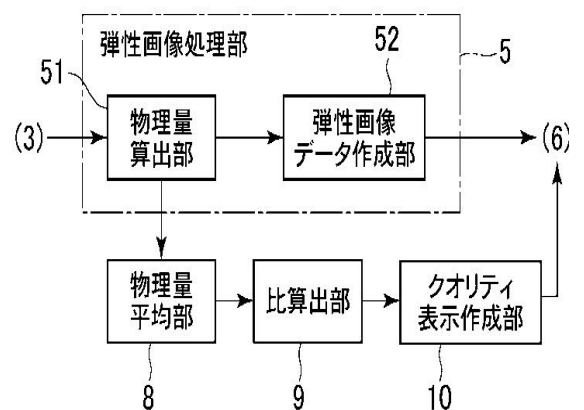 弾性画像処理部
51
52
5
(3)
物理量
算出部
弾性画像
データ作成部
(6)
物理量
平均部
比算出部
クオリティ
表示作成部
8
9
10